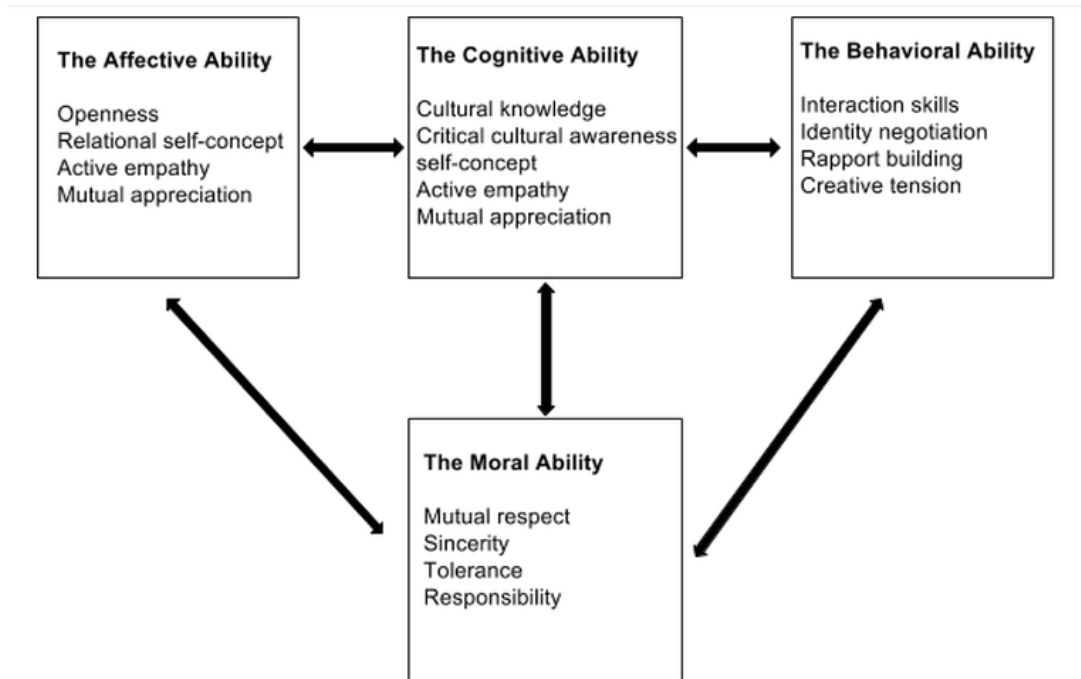 The Affective Ability
Openness
Relational self-concept
Active empathy
Mutual appreciation
The Cognitive Ability
Cultural knowledge
Critical cultural awareness
self-concept
Active empathy
Mutual appreciation
The Behavioral Ability
Interaction skills
Identity negotiation
Rapport building
Creative tension
The Moral Ability
Mutual respect
Sincerity
Tolerance
Responsibility